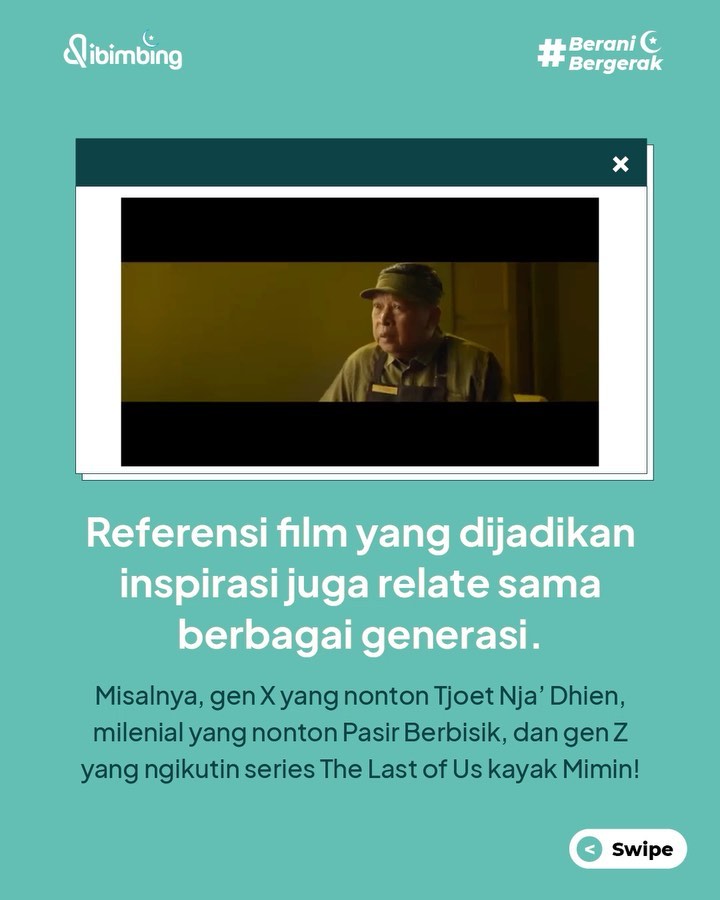 dibimbing
#Berani
Bergerak
Referensi film yang dijadikan
inspirasi juga relate sama
berbagai generasi.
Misalnya, gen X yang nonton Tjoet Nja’ Dhien,
milenial yang nonton Pasir Berbisik, dan gen Z
yang ngikutin series The Last of Us kayak Mimin!
< Swipe